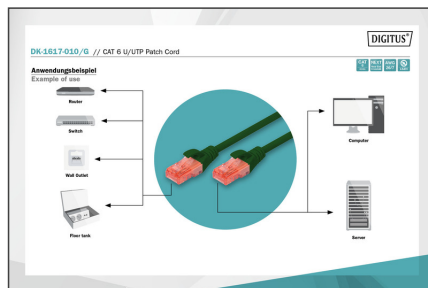 DIGITUS®
DK-1617-010/G // CAT 6 U/UTP Patch Cord
Anwendungsbeispiel
Example of use
Router
Switch
Wall Outlet
Floor tank
Computer
Server